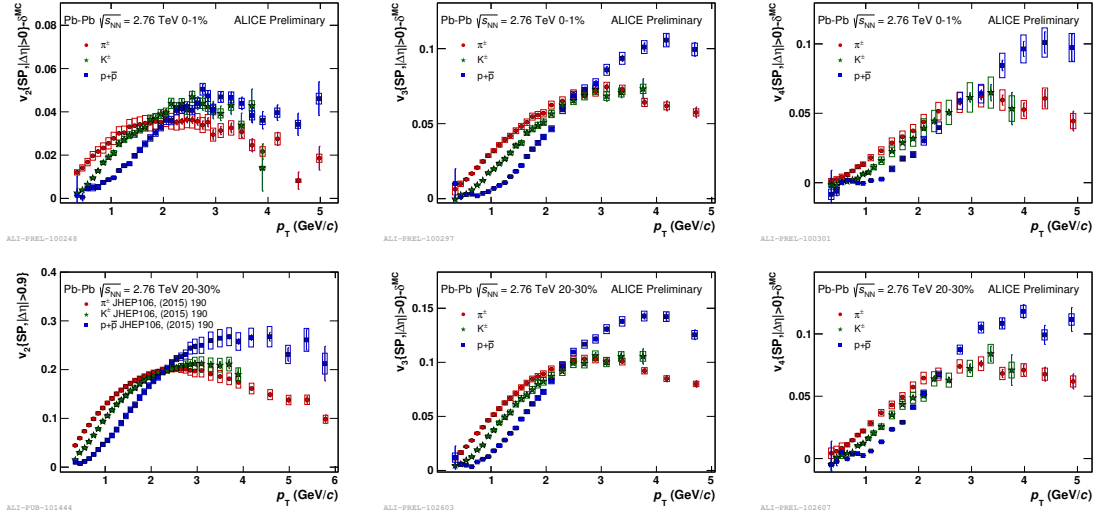 Pb-Pb √sNN = 2.76 TeV 0-1% ALICE Preliminary
π±
K±
p+p̄
v2{SP,|Δη|>0}-δMC
0.08
0.06
0.04
0.02
0
1 2 3 4 5
pT (GeV/c)
ALI-PREL-100248
Pb-Pb √sNN = 2.76 TeV 0-1% ALICE Preliminary
π±
K±
p+p̄
v3{SP,|Δη|>0}-δMC
0.1
0.05
0
1 2 3 4 5
pT (GeV/c)
ALI-PREL-100297
Pb-Pb √sNN = 2.76 TeV 0-1% ALICE Preliminary
π±
K±
p+p̄
v4{SP,|Δη|>0}-δMC
0.1
0.05
0
1 2 3 4 5
pT (GeV/c)
ALI-PREL-100301
Pb-Pb √sNN = 2.76 TeV 20-30%
π± JHEP106, (2015) 190
K± JHEP106, (2015) 190
p+p̄ JHEP106, (2015) 190
v2{SP,|Δη|>0.9}
0.4
0.3
0.2
0.1
0
1 2 3 4 5 6
pT (GeV/c)
ALI-PUB-101444
Pb-Pb √sNN = 2.76 TeV 20-30% ALICE Preliminary
π±
K±
p+p̄
v3{SP,|Δη|>0}-δMC
0.15
0.1
0.05
0
1 2 3 4 5
pT (GeV/c)
ALI-PREL-102603
Pb-Pb √sNN = 2.76 TeV 20-30% ALICE Preliminary
π±
K±
p+p̄
v4{SP,|Δη|>0}-δMC
0.1
0.05
0
1 2 3 4 5
pT (GeV/c)
ALI-PREL-102607